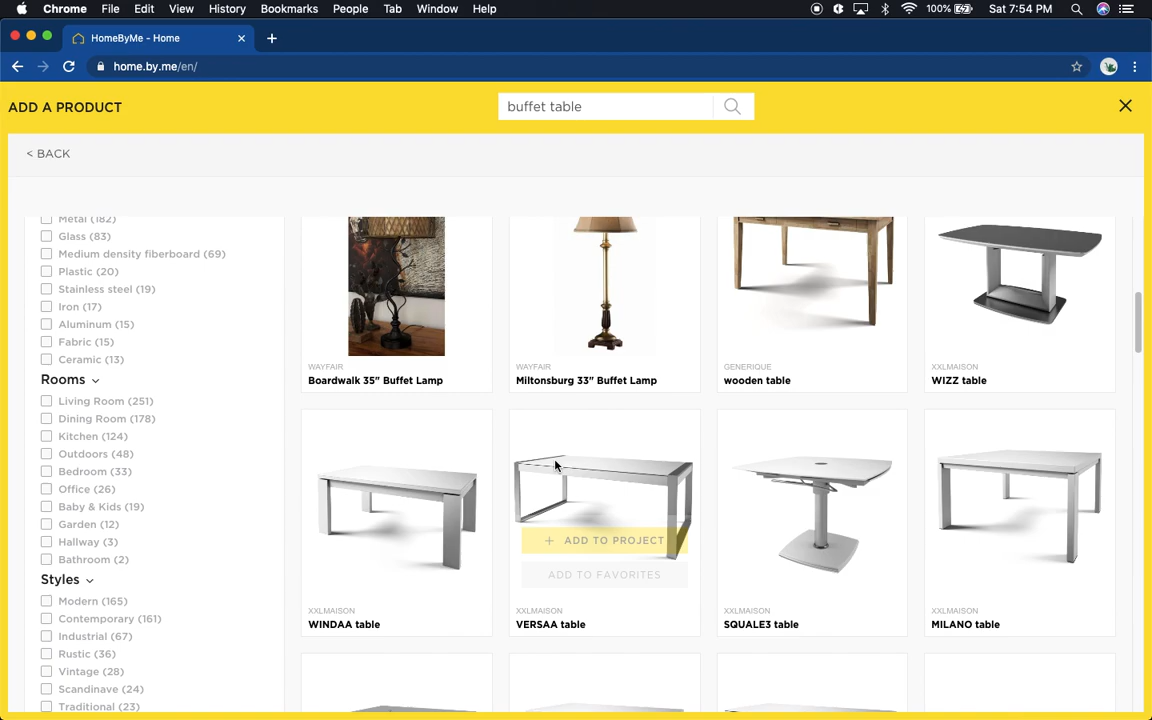 Chrome File Edit View History Bookmarks People Tab Window Help 100% Sat 7:54 PM
HomeByMe - Home
home.by.me/en/
ADD A PRODUCT
buffet table
< BACK
Metal (182)
Glass (83)
Medium density fiberboard (69)
Plastic (20)
Stainless steel (19)
Iron (17)
Aluminum (15)
Fabric (15)
Ceramic (13)
Rooms
Living Room (251)
Dining Room (178)
Kitchen (124)
Outdoors (48)
Bedroom (33)
Office (26)
Baby & Kids (19)
Garden (12)
Hallway (3)
Bathroom (2)
Styles
Modern (165)
Contemporary (161)
Industrial (67)
Rustic (36)
Vintage (28)
Scandinave (24)
Traditional (23)
WAYFAIR
Boardwalk 35" Buffet Lamp
WAYFAIR
Miltonsburg 33" Buffet Lamp
GENERIQUE
wooden table
XXLMAISON
WIZZ table
XXLMAISON
WINDAA table
+ ADD TO PROJECT
ADD TO FAVORITES
XXLMAISON
VERSAA table
XXLMAISON
SQUALE3 table
XXLMAISON
MILANO table